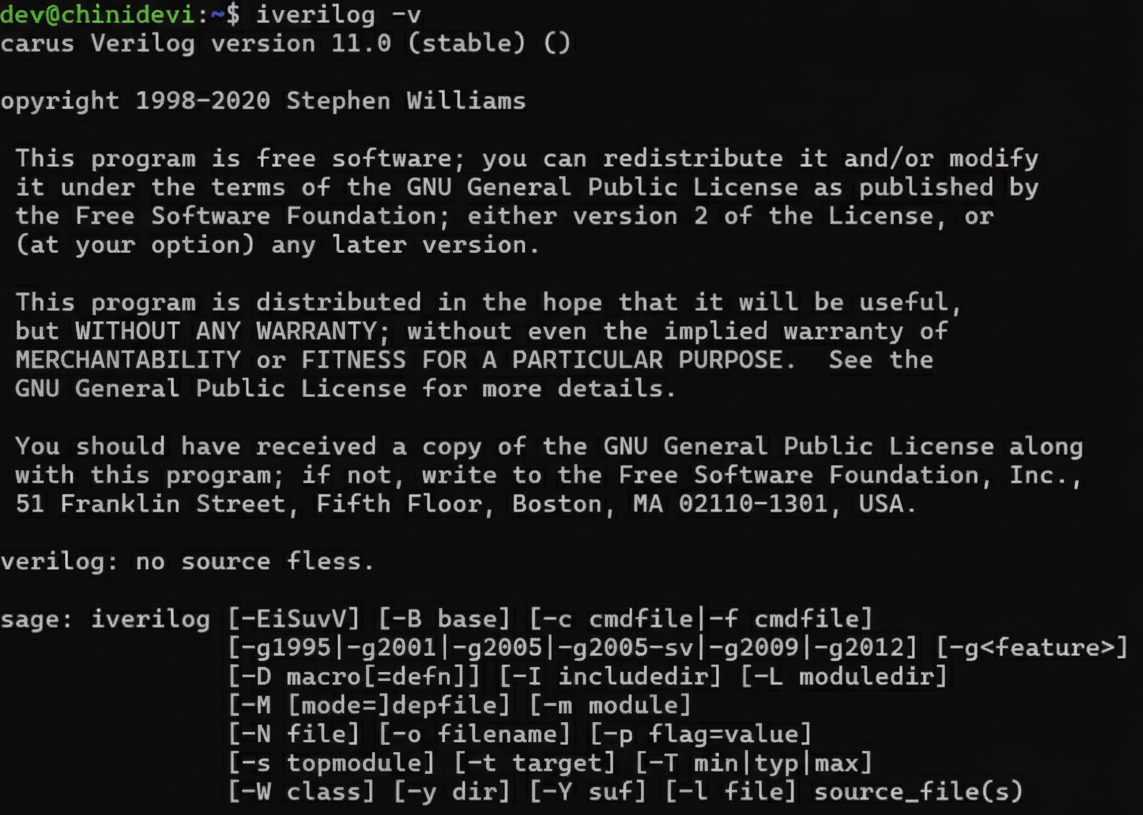 dev@chinidevi:~$ iverilog -v
carus Verilog version 11.0 (stable) ()
opyright 1998-2020 Stephen Williams
This program is free software; you can redistribute it and/or modify
it under the terms of the GNU General Public License as published by
the Free Software Foundation; either version 2 of the License, or
(at your option) any later version.
This program is distributed in the hope that it will be useful,
but WITHOUT ANY WARRANTY; without even the implied warranty of
MERCHANTABILITY or FITNESS FOR A PARTICULAR PURPOSE.  See the
GNU General Public License for more details.
You should have received a copy of the GNU General Public License along
with this program; if not, write to the Free Software Foundation, Inc.,
51 Franklin Street, Fifth Floor, Boston, MA 02110-1301, USA.
verilog: no source fless.
sage: iverilog [-EiSuvV] [-B base] [-c cmdfile|-f cmdfile]
[-g1995|-g2001|-g2005|-g2005-sv|-g2009|-g2012] [-g<feature>]
[-D macro[=defn]] [-I includedir] [-L moduledir]
[-M [mode=]depfile] [-m module]
[-N file] [-o filename] [-p flag=value]
[-s topmodule] [-t target] [-T min|typ|max]
[-W class] [-y dir] [-Y suf] [-l file] source_file(s)